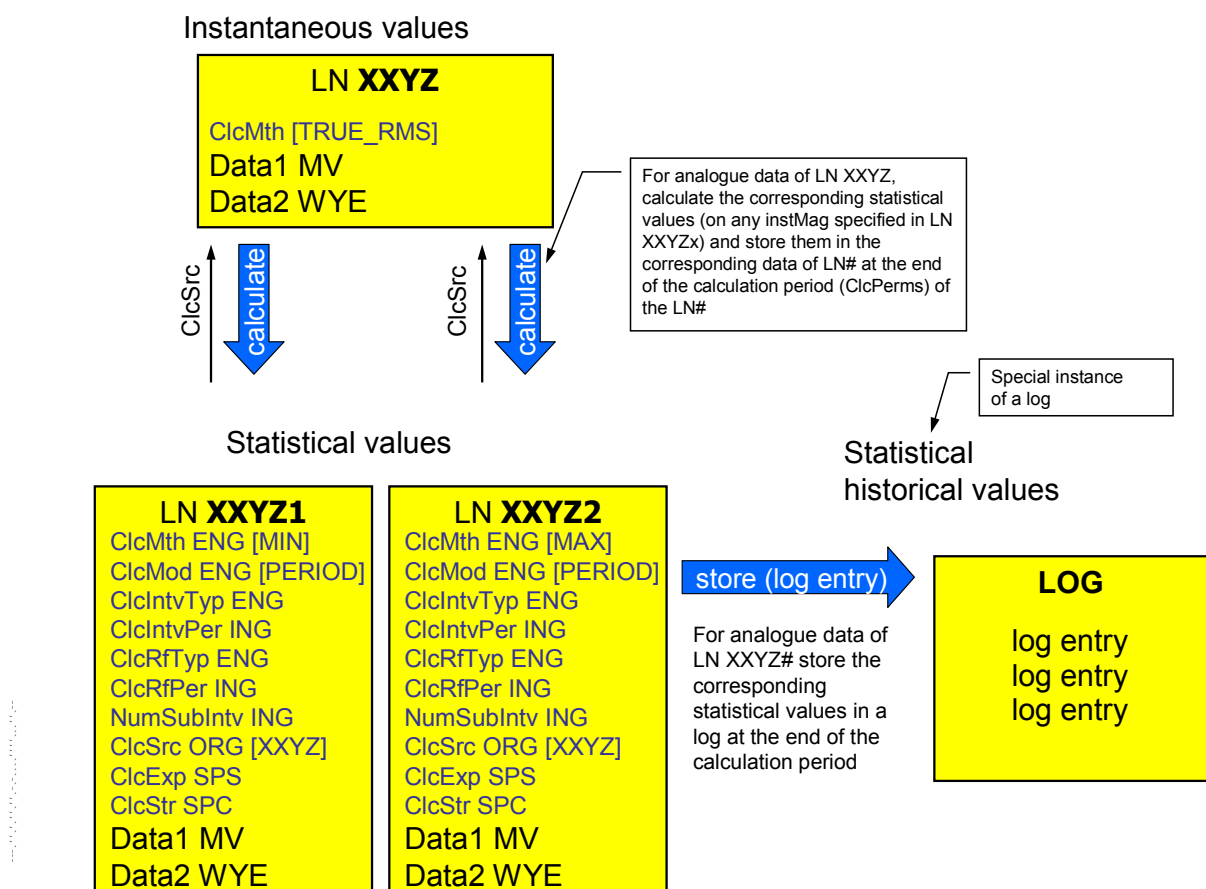 Instantaneous values
LN XXYZ
ClcMth [TRUE_RMS]
Data1 MV
Data2 WYE
For analogue data of LN XXYZ,
calculate the corresponding statistical
values (on any instMag specified in LN
XXYZx) and store them in the
corresponding data of LN# at the end
of the calculation period (ClcPerms) of
the LN#
ClcSrc
calculate
ClcSrc
calculate
Special instance
of a log
Statistical values
Statistical
historical values
LN XXYZ1
ClcMth ENG [MIN]
ClcMod ENG [PERIOD]
ClcIntvTyp ENG
ClcIntvPer ING
ClcRfTyp ENG
ClcRfPer ING
NumSubIntv ING
ClcSrc ORG [XXYZ]
ClcExp SPS
ClcStr SPC
Data1 MV
Data2 WYE
LN XXYZ2
ClcMth ENG [MAX]
ClcMod ENG [PERIOD]
ClcIntvTyp ENG
ClcIntvPer ING
ClcRfTyp ENG
ClcRfPer ING
NumSubIntv ING
ClcSrc ORG [XXYZ]
ClcExp SPS
ClcStr SPC
Data1 MV
Data2 WYE
store (log entry)
For analogue data of
LN XXYZ# store the
corresponding
statistical values in a
log at the end of the
calculation period
LOG
log entry
log entry
log entry